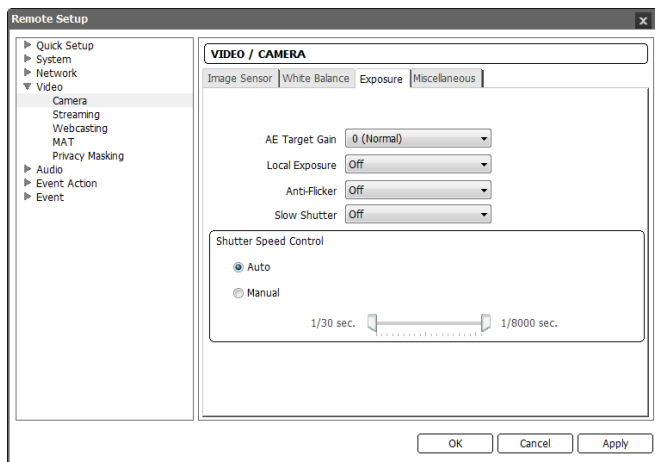 Remote Setup
x
Quick Setup
System
Network
Video
Camera
Streaming
Webcasting
MAT
Privacy Masking
Audio
Event Action
Event
VIDEO / CAMERA
Image Sensor White Balance Exposure Miscellaneous
AE Target Gain 0 (Normal)
Local Exposure Off
Anti-Flicker Off
Slow Shutter Off
Shutter Speed Control
Auto
Manual
1/30 sec. 1/8000 sec.
OK Cancel Apply